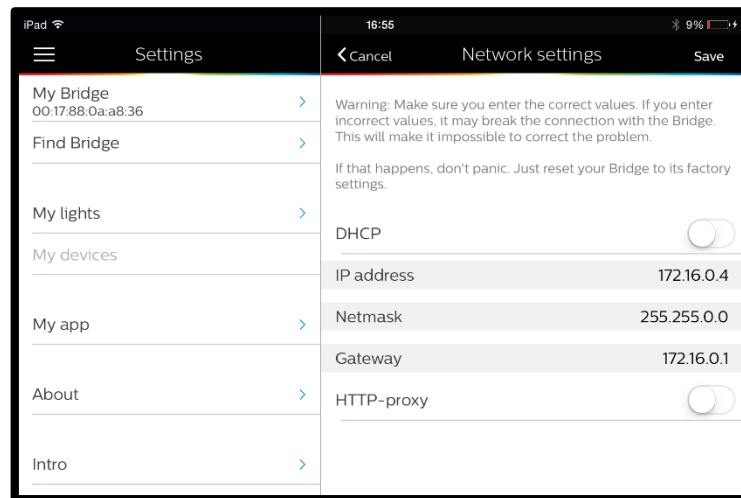 iPad
16:55
9%
Settings
Cancel
Network settings
Save
My Bridge
00:17:88:0a:a8:36
Find Bridge
My lights
My devices
My app
About
Intro
Warning: Make sure you enter the correct values. If you enter
incorrect values, it may break the connection with the Bridge.
This will make it impossible to correct the problem.
If that happens, don't panic. Just reset your Bridge to its factory
settings.
DHCP
IP address 172.16.0.4
Netmask 255.255.0.0
Gateway 172.16.0.1
HTTP-proxy